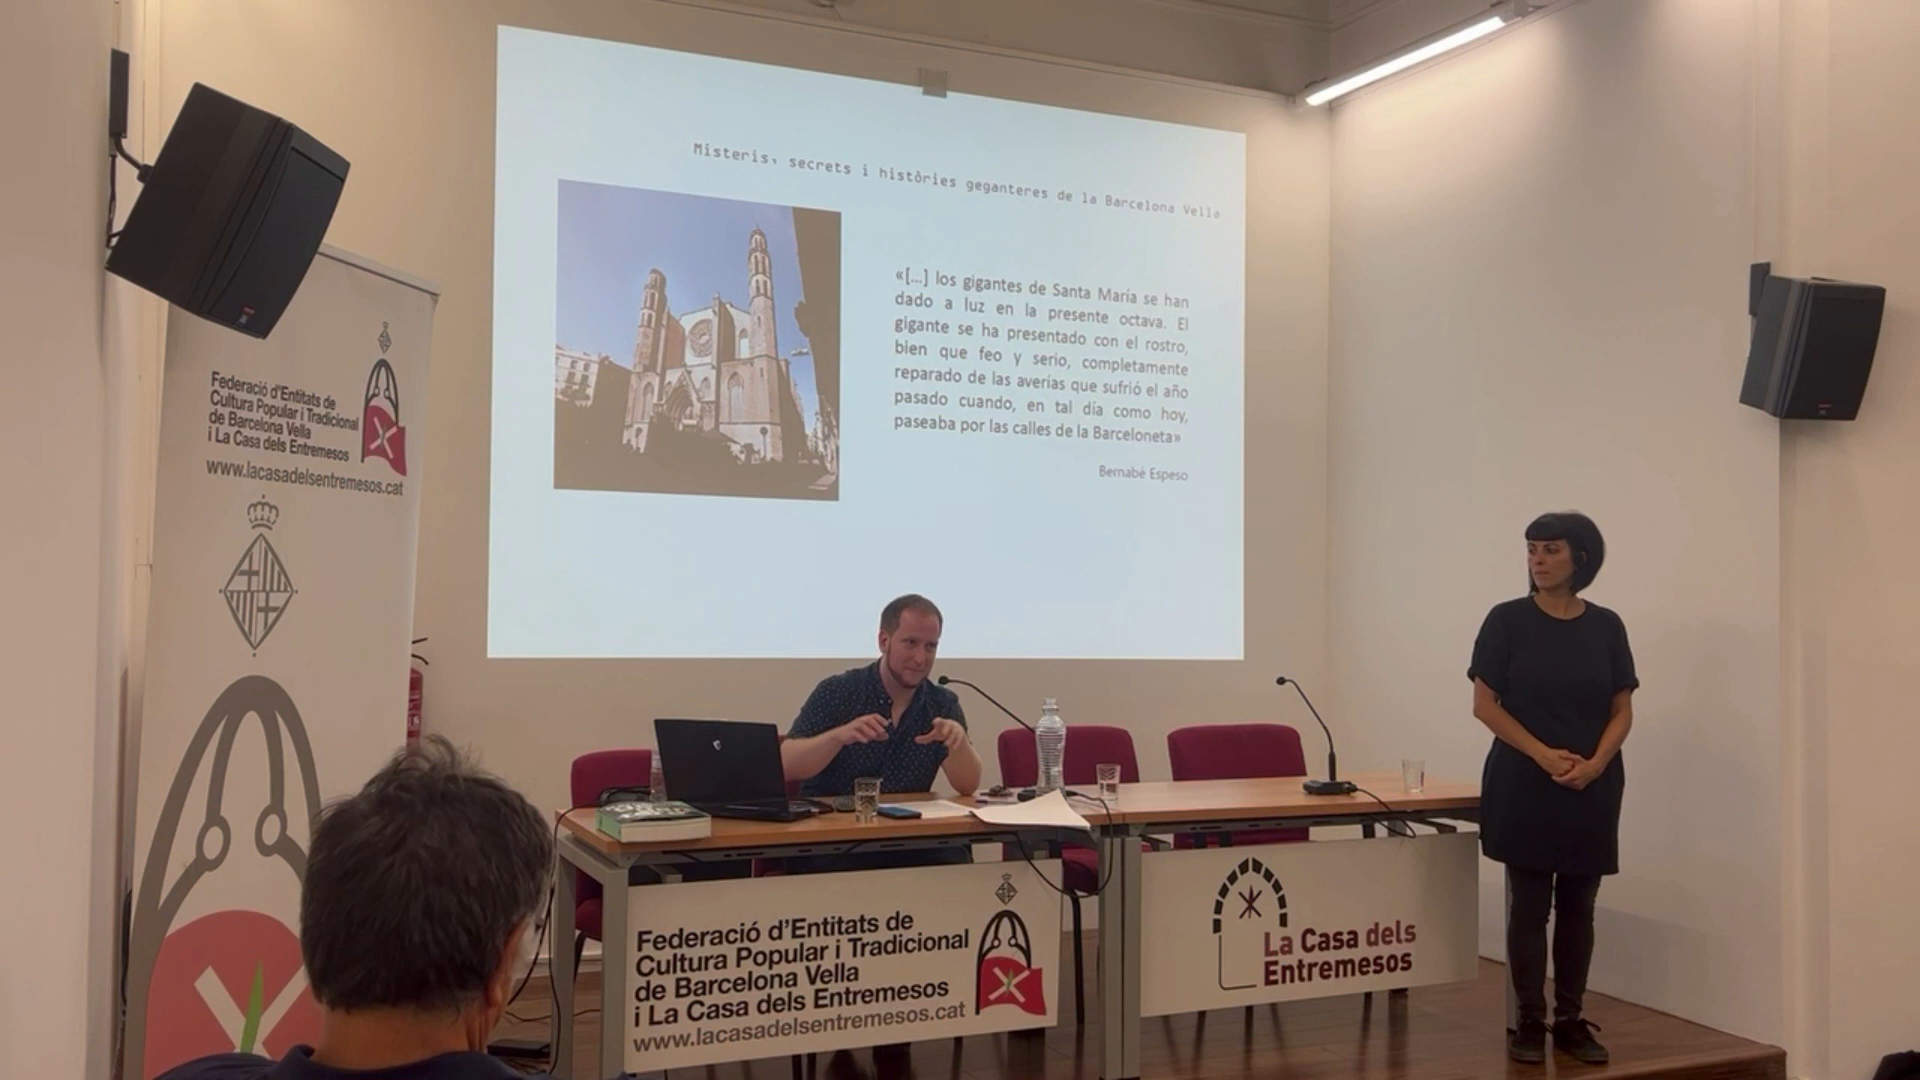 Misteris, secrets i històries geganteres de la Barcelona Vella
«[...] los gigantes de Santa María se han
dado a luz en la presente octava. El
gigante se ha presentado con el rostro,
bien que feo y serio, completamente
reparado de las averías que sufrió el año
pasado cuando, en tal día como hoy,
paseaba por las calles de la Barceloneta»
Bernabé Espeso
Federació d'Entitats de
Cultura Popular i Tradicional
de Barcelona Vella
i La Casa dels Entremesos
www.lacasadelsentremesos.cat
Federació d'Entitats de
Cultura Popular i Tradicional
de Barcelona Vella
i La Casa dels Entremesos
www.lacasadelsentremesos.cat
La Casa dels
Entremesos